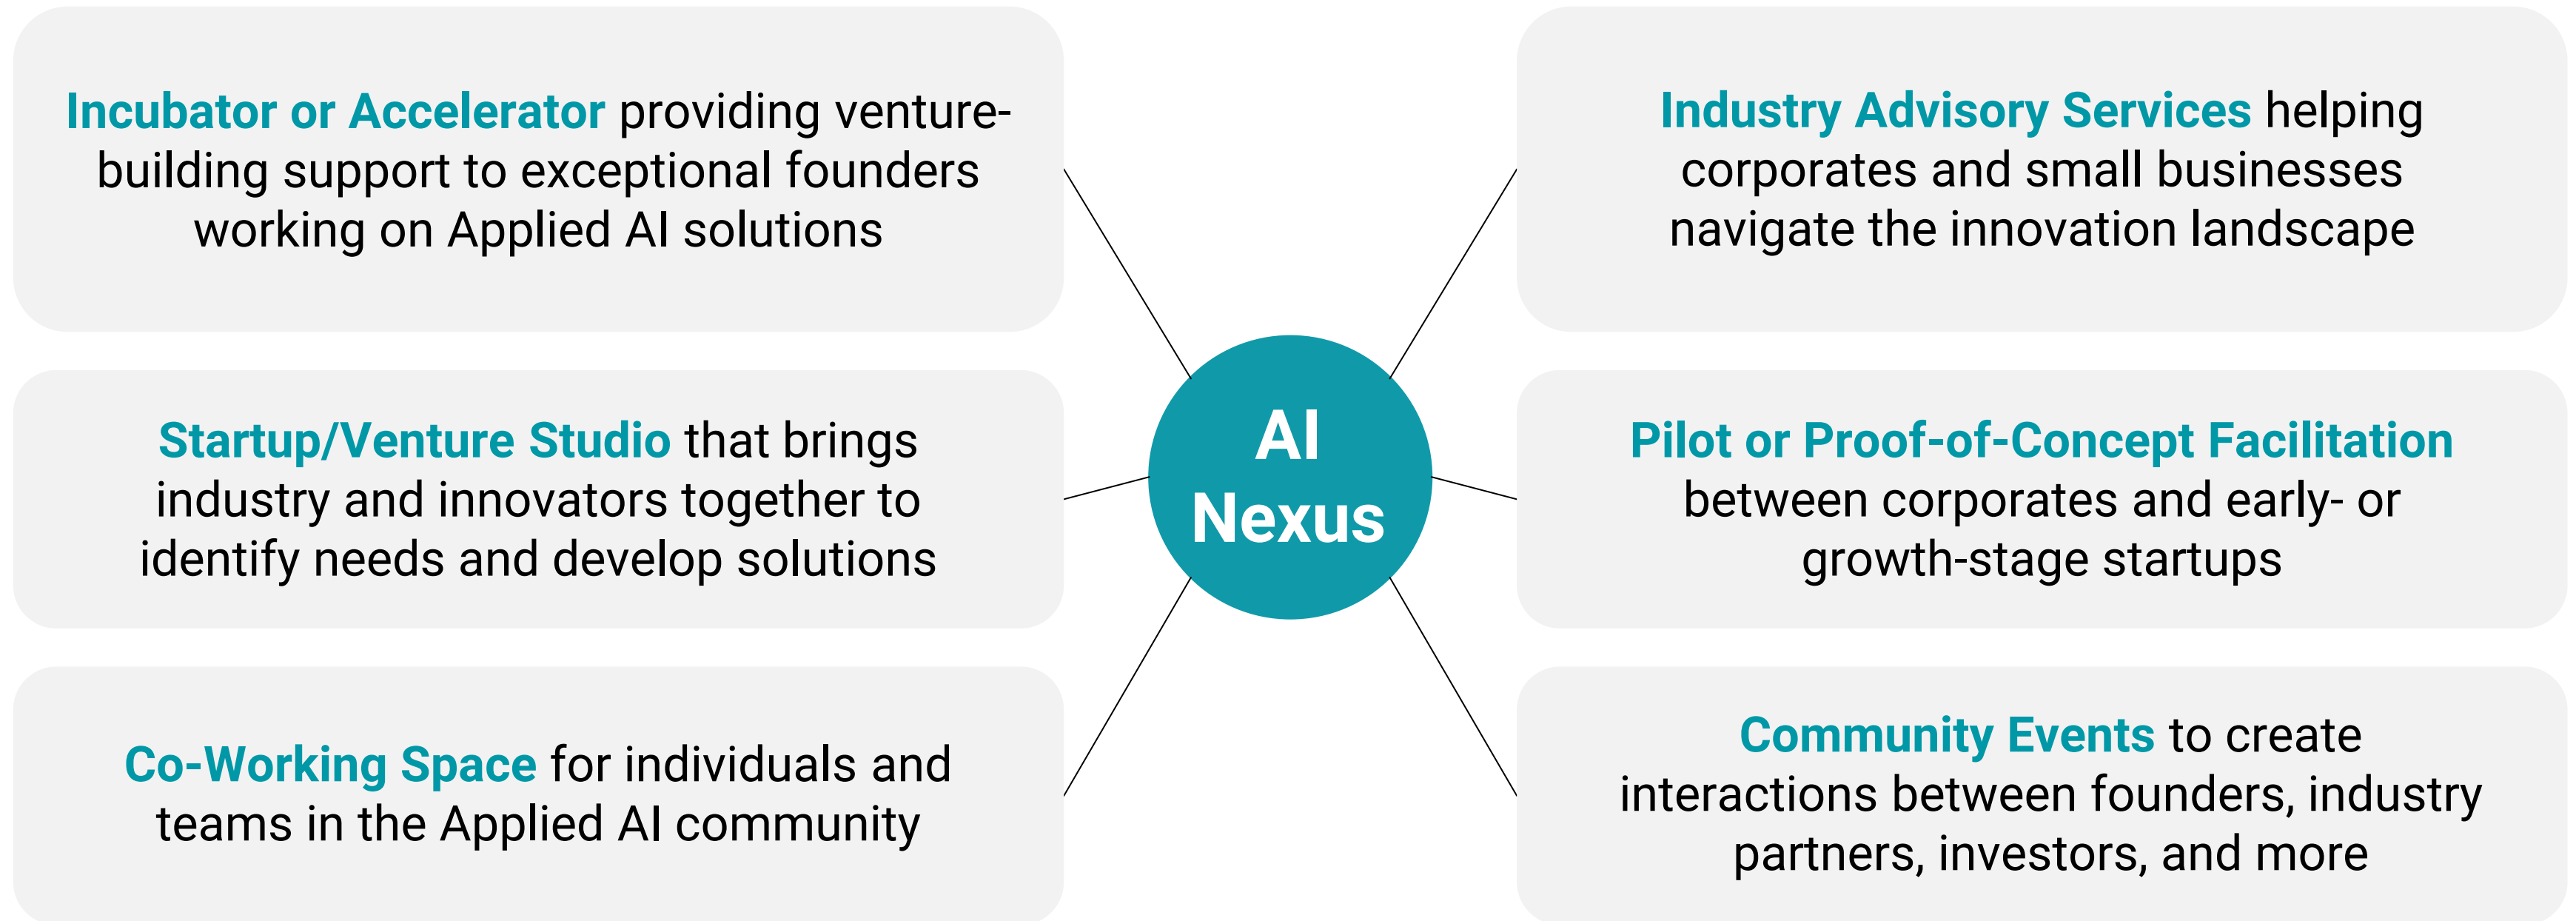 Incubator or Accelerator providing venture-
building support to exceptional founders
working on Applied AI solutions
Startup/Venture Studio that brings
industry and innovators together to
identify needs and develop solutions
Co-Working Space for individuals and
teams in the Applied AI community
AI
Nexus
Industry Advisory Services helping
corporates and small businesses
navigate the innovation landscape
Pilot or Proof-of-Concept Facilitation
between corporates and early- or
growth-stage startups
Community Events to create
interactions between founders, industry
partners, investors, and more